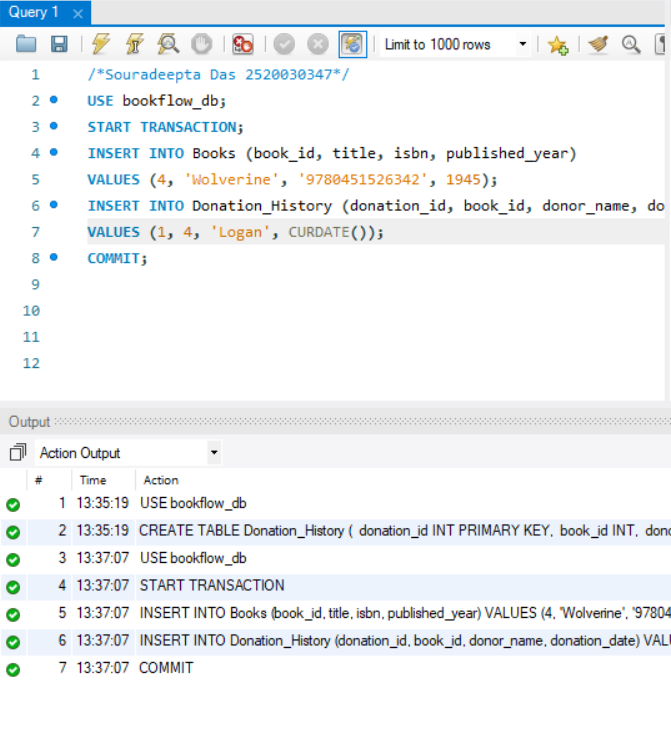 Query 1
Limit to 1000 rows
1 /*Souradeepta Das 2520030347*/
2 USE bookflow_db;
3 START TRANSACTION;
4 INSERT INTO Books (book_id, title, isbn, published_year)
5 VALUES (4, 'Wolverine', '9780451526342', 1945);
6 INSERT INTO Donation_History (donation_id, book_id, donor_name, do
7 VALUES (1, 4, 'Logan', CURDATE());
8 COMMIT;
9
10
11
12
Output
Action Output
# Time Action
1 13:35:19 USE bookflow_db
2 13:35:19 CREATE TABLE Donation_History ( donation_id INT PRIMARY KEY, book_id INT, dono
3 13:37:07 USE bookflow_db
4 13:37:07 START TRANSACTION
5 13:37:07 INSERT INTO Books (book_id, title, isbn, published_year) VALUES (4, 'Wolverine', '97804
6 13:37:07 INSERT INTO Donation_History (donation_id, book_id, donor_name, donation_date) VALU
7 13:37:07 COMMIT